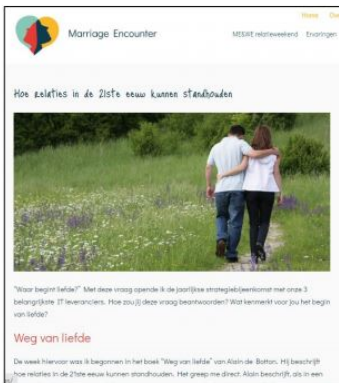 Home
Marriage Encounter
ME&WE relatieweekend Ervaringen
Hoe relaties in de 21ste eeuw kunnen standhouden
"Waar begint liefde?" Met deze vraag opende ik de jaarlijkse strategiebijeenkomst met onze 3
belangrijkste IT leveranciers. Hoe zou jij deze vraag beantwoorden? Wat kenmerkt voor jou het begin
van liefde?
Weg van liefde
De week hiervoor was ik begonnen in het boek "Weg van liefde" van Alain de Botton. Hij beschrijft
hoe relaties in de 21ste eeuw kunnen standhouden. Het greep me direct. Alain beschrijft, als in een